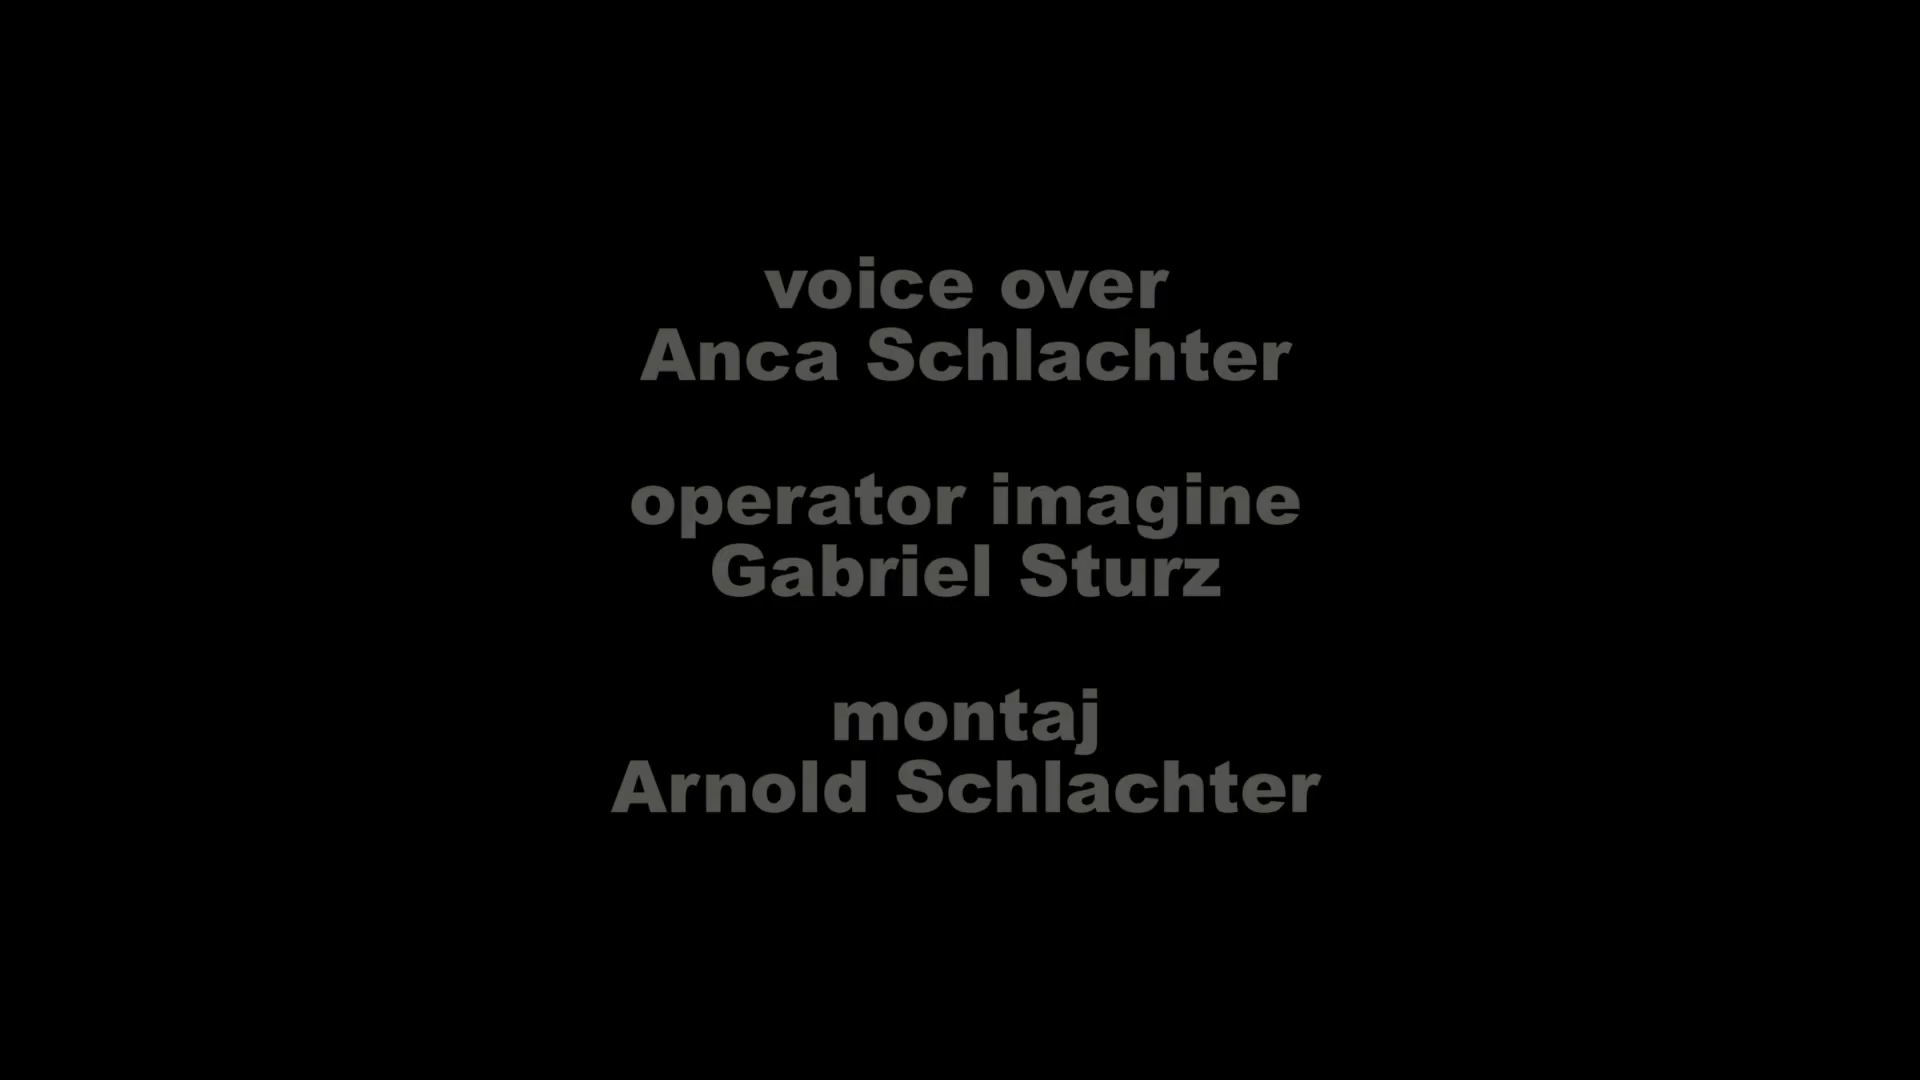 voice over
Anca Schlachter
operator imagine
Gabriel Sturz
montaj
Arnold Schlachter